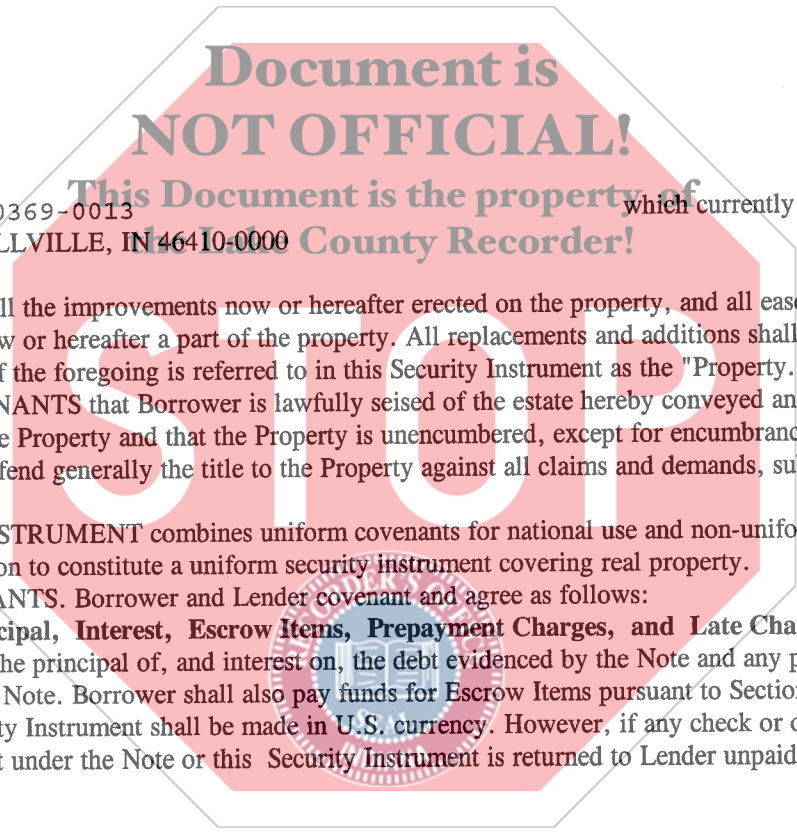 Document is
NOT OFFICIAL!
This Document is the property of
the Lake County Recorder!
0369-0013 which currently
LLVILLE, IN 46410-0000
ll the improvements now or hereafter erected on the property, and all ease
w or hereafter a part of the property. All replacements and additions shall
f the foregoing is referred to in this Security Instrument as the "Property.
NANTS that Borrower is lawfully seised of the estate hereby conveyed an
e Property and that the Property is unencumbered, except for encumbranc
fend generally the title to the Property against all claims and demands, su
STOP
STRUMENT combines uniform covenants for national use and non-unifo
on to constitute a uniform security instrument covering real property.
ANTS. Borrower and Lender covenant and agree as follows:
cipal, Interest, Escrow Items, Prepayment Charges, and Late Cha
he principal of, and interest on, the debt evidenced by the Note and any p
Note. Borrower shall also pay funds for Escrow Items pursuant to Section
ty Instrument shall be made in U.S. currency. However, if any check or o
t under the Note or this Security Instrument is returned to Lender unpaid
RECORDER'S
SEAL
INDIANA